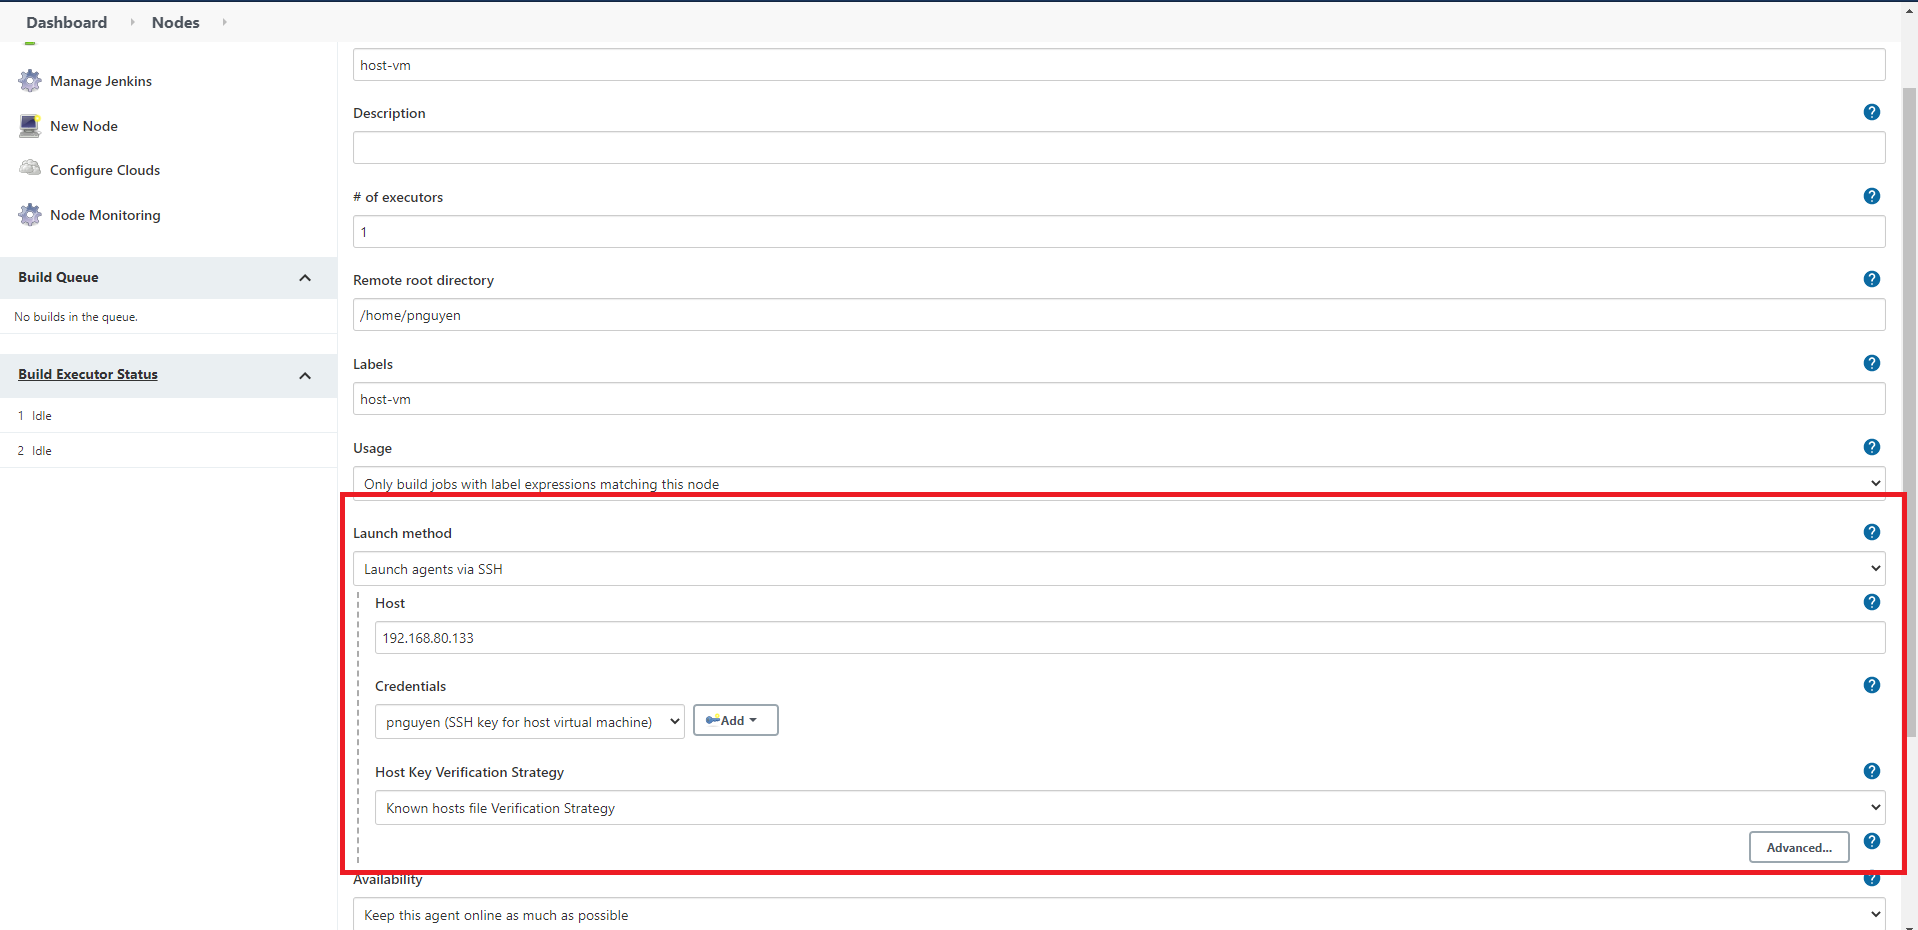 Dashboard
Nodes
Manage Jenkins
New Node
Configure Clouds
Node Monitoring
Build Queue
No builds in the queue.
Build Executor Status
1 Idle
2 Idle
host-vm
Description
?
# of executors
?
1
Remote root directory
?
/home/pnguyen
Labels
?
host-vm
Usage
?
Only build jobs with label expressions matching this node
Launch method
?
Launch agents via SSH
Host
?
192.168.80.133
Credentials
?
pnguyen (SSH key for host virtual machine)
Add
Host Key Verification Strategy
?
Known hosts file Verification Strategy
Advanced...
?
Availability
?
Keep this agent online as much as possible